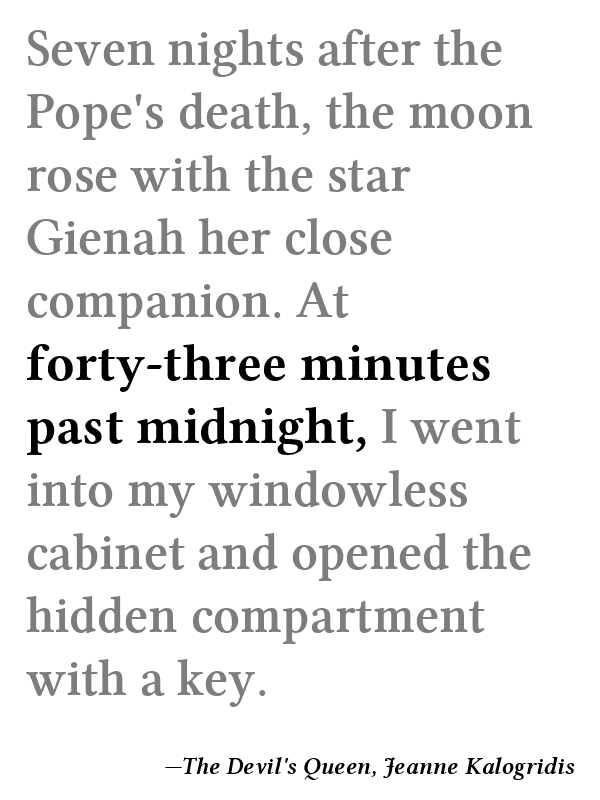 Seven nights after the
Pope's death, the moon
rose with the star
Gienah her close
companion. At
forty-three minutes
past midnight, I went
into my windowless
cabinet and opened the
hidden compartment
with a key.
—The Devil's Queen, Jeanne Kalogridis